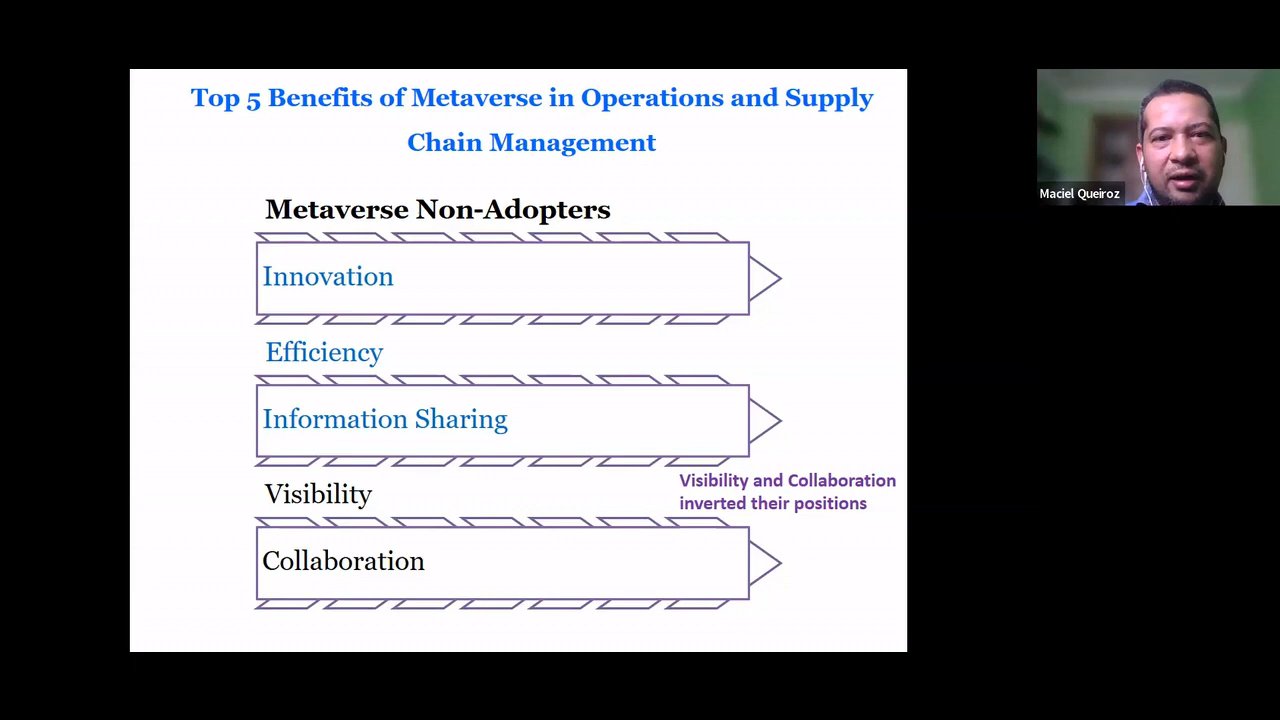 Top 5 Benefits of Metaverse in Operations and Supply
Chain Management
Metaverse Non-Adopters
Innovation
Efficiency
Information Sharing
Visibility
Visibility and Collaboration
inverted their positions
Collaboration
Maciel Queiroz